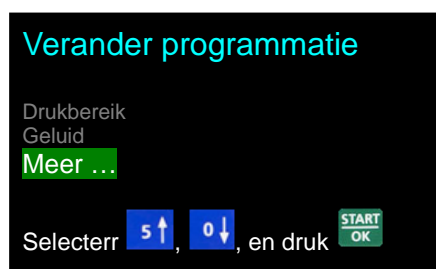 Verander programmatie
Drukbereik
Geluid
Meer ...
Selecterr 5↑, 0↓, en druk START OK